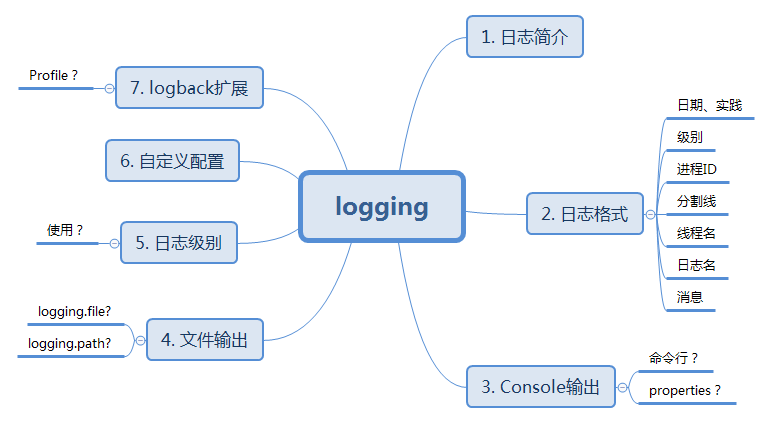 logging
1. 日志简介
2. 日志格式
日期、实践
级别
进程ID
分割线
线程名
日志名
消息
3. Console输出
命令行？
properties？
4. 文件输出
logging.file?
logging.path?
5. 日志级别
使用？
6. 自定义配置
7. logback扩展
Profile？